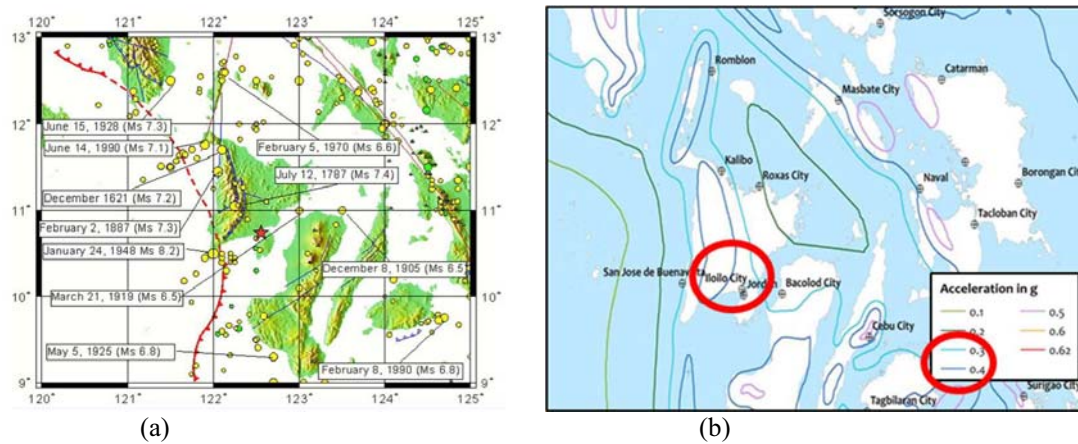 (a)
120° 121° 122° 123° 124° 125°
13° 13°
12° 12°
11° 11°
10° 10°
9° 9°
120° 121° 122° 123° 124° 125°
June 15, 1928 (Ms 7.3)
June 14, 1990 (Ms 7.1)
February 5, 1970 (Ms 6.6)
July 12, 1787 (Ms 7.4)
December 1621 (Ms 7.2)
February 2, 1887 (Ms 7.3)
January 24, 1948 Ms 8.2)
December 8, 1905 (Ms 6.5)
March 21, 1919 (Ms 6.5)
May 5, 1925 (Ms 6.8)
February 8, 1990 (Ms 6.8)
(b)
Sorsogon City
Romblon
Catarman
Masbate City
Kalibo
Roxas City
Naval
Borongan City
Tacloban City
San Jose de Buenavista
Iloilo City
Jordan
Bacolod City
Cebu City
Tagbilaran City
Surigao City
Acceleration in g
0.1 0.5
0.2 0.6
0.3 0.62
0.4